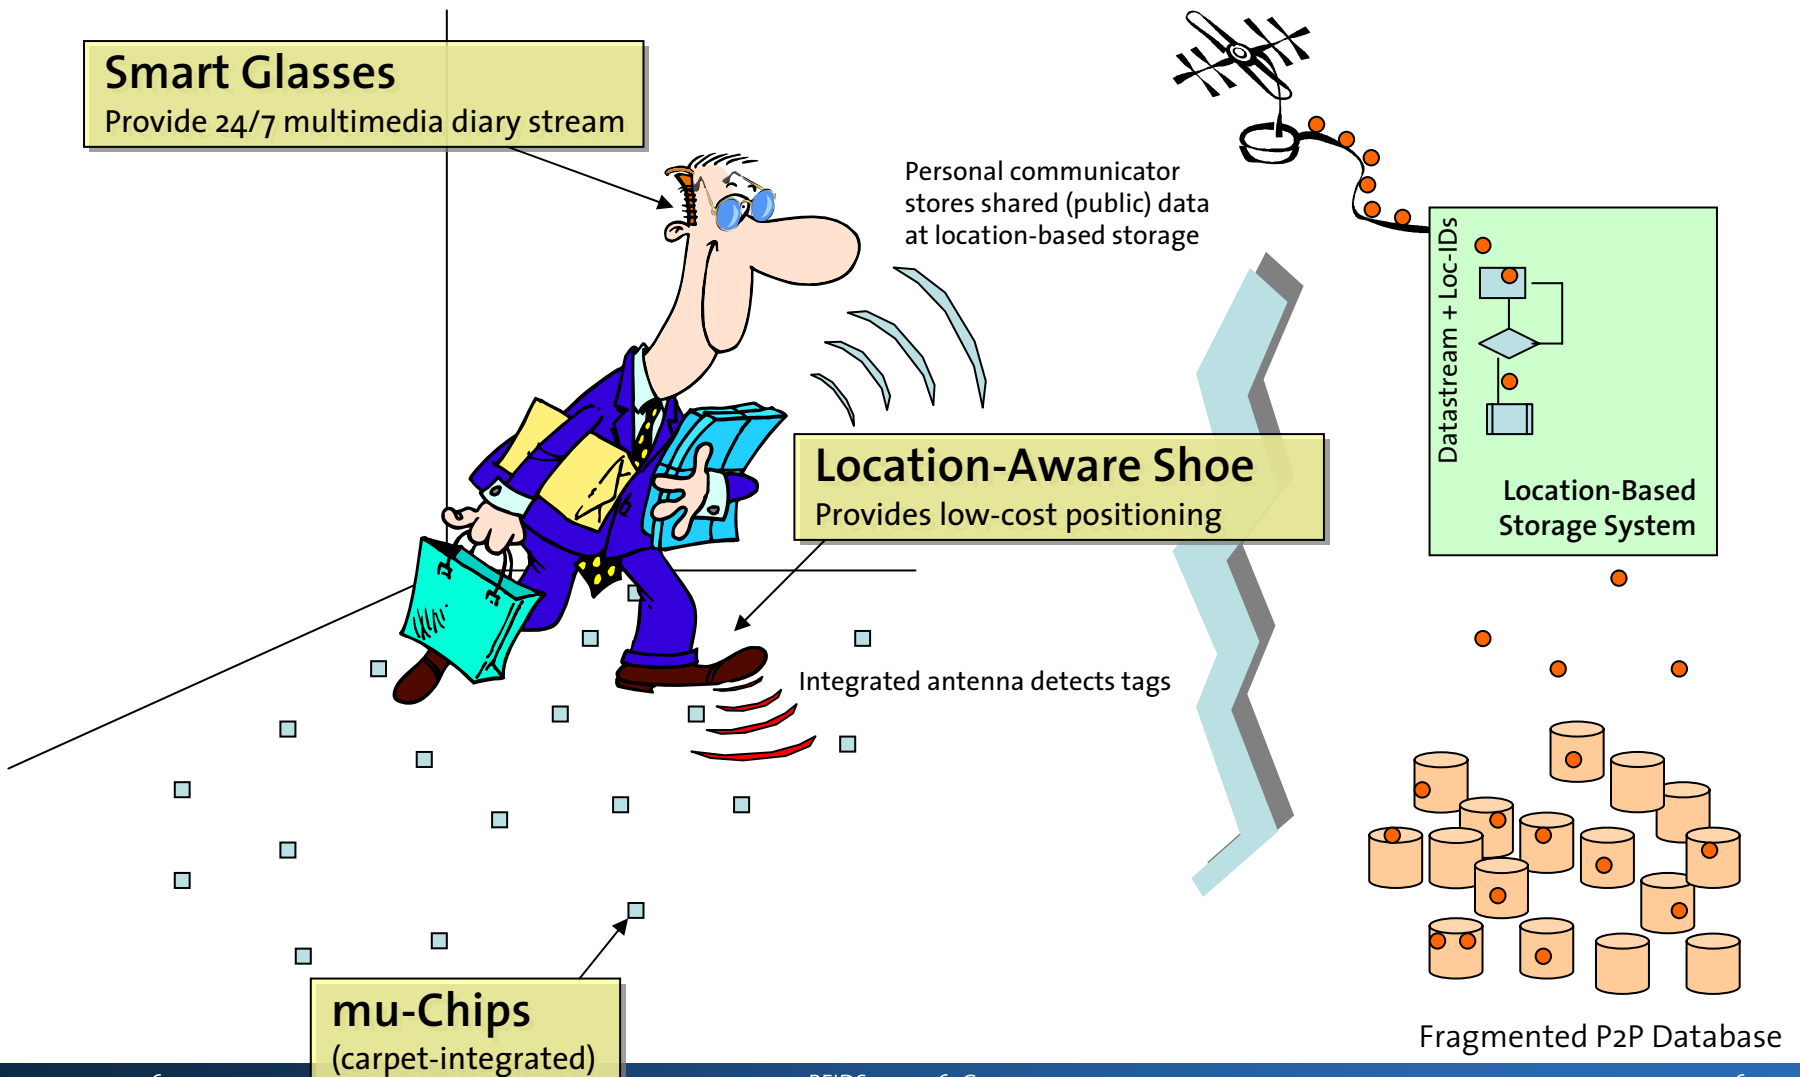 Smart Glasses
Provide 24/7 multimedia diary stream
Personal communicator
stores shared (public) data
at location-based storage
Datastream + Loc-IDs
Location-Aware Shoe
Provides low-cost positioning
Location-Based
Storage System
Integrated antenna detects tags
mu-Chips
(carpet-integrated)
Fragmented P2P Database